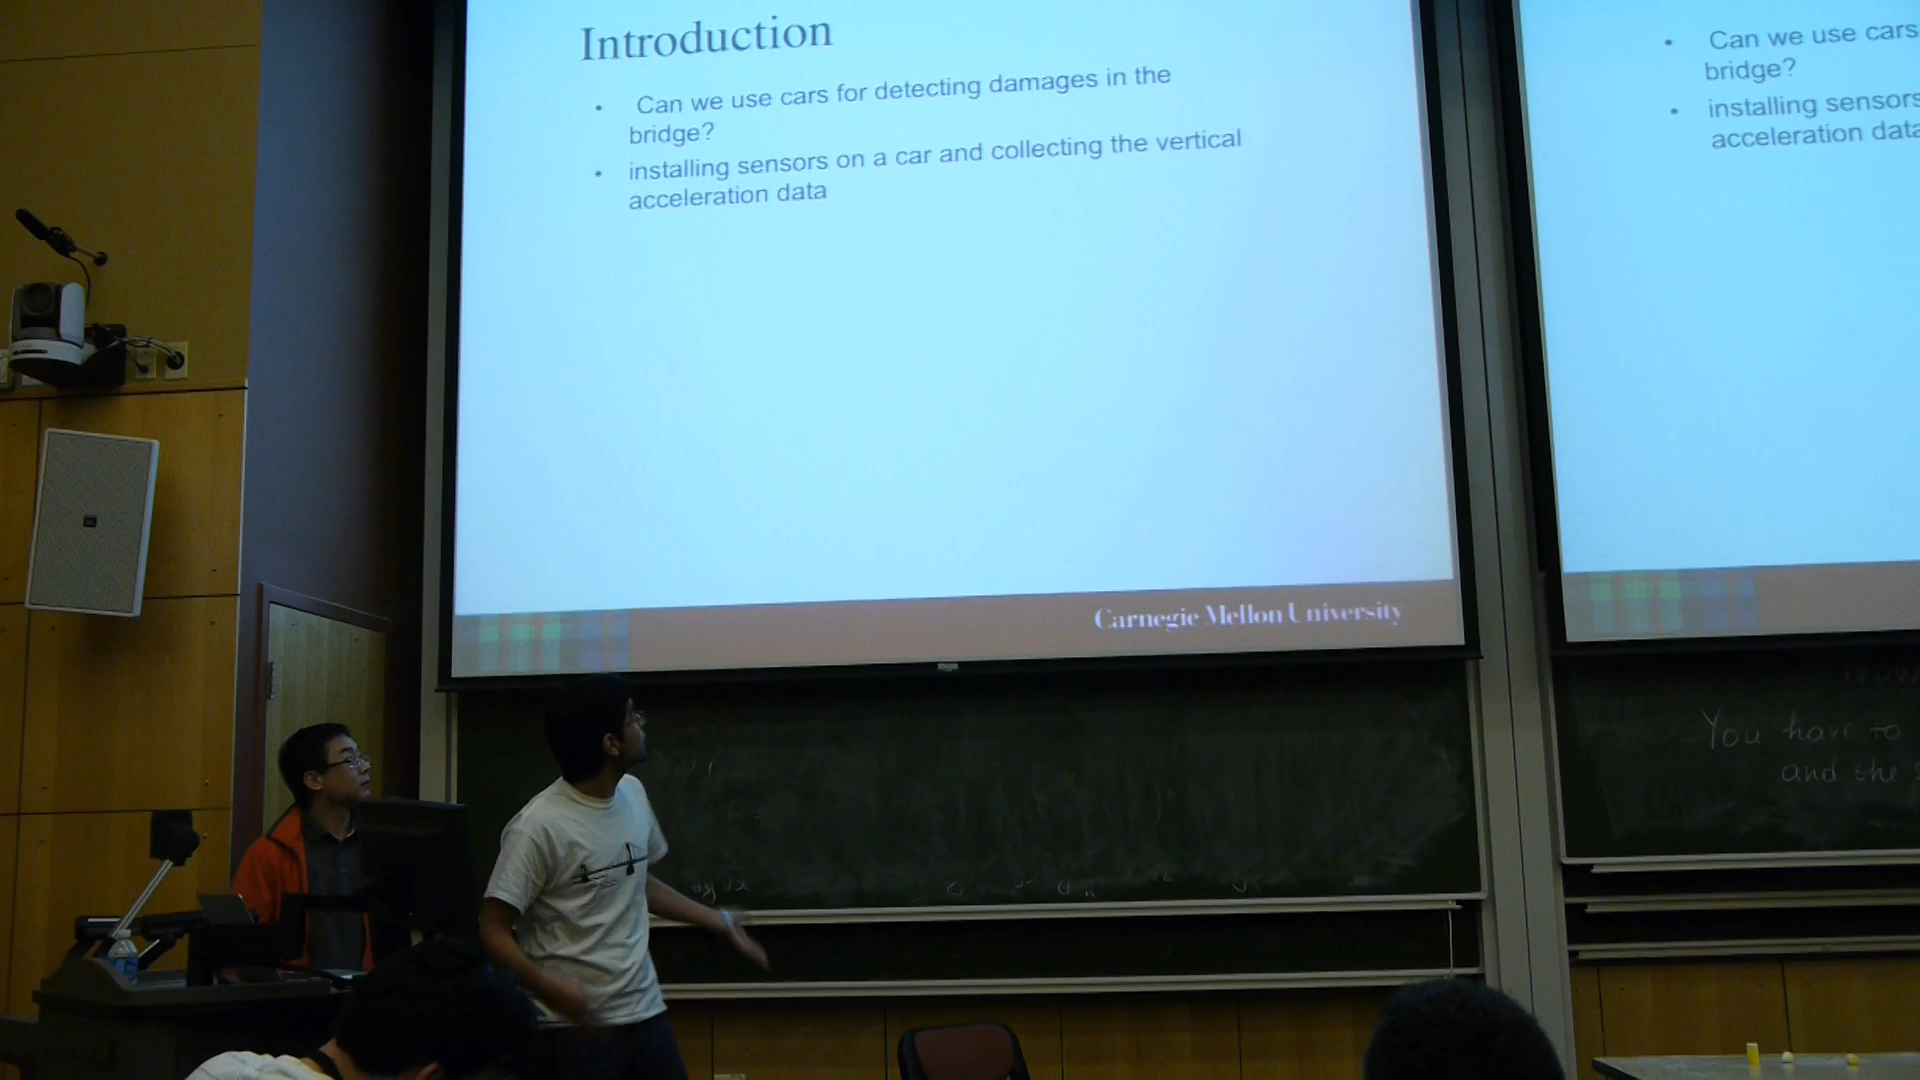 Introduction
• Can we use cars for detecting damages in the
bridge?
• installing sensors on a car and collecting the vertical
acceleration data
Carnegie Mellon University
• Can we use cars
bridge?
• installing sensors
acceleration data
You have to
and the